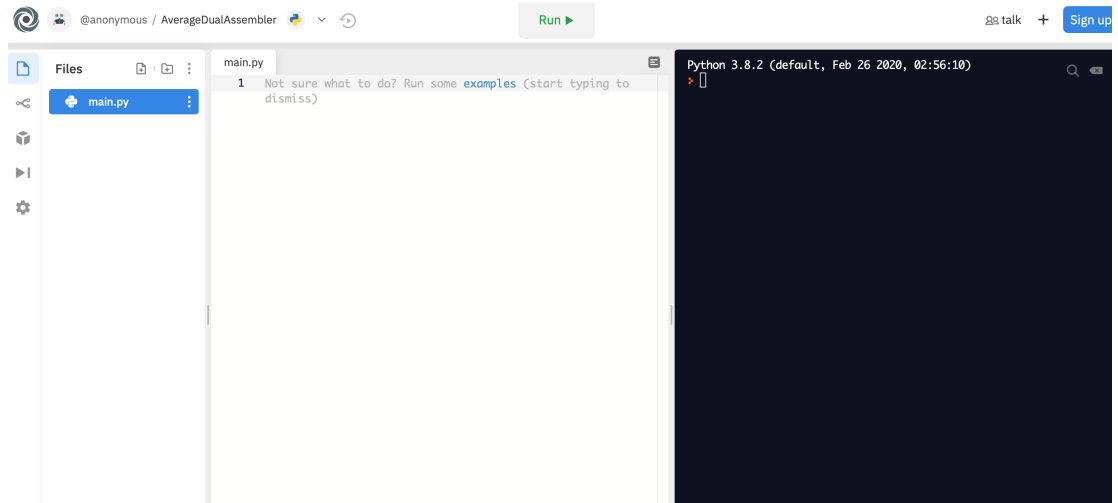 @anonymous / AverageDualAssembler
Run
talk
+
Sign up
Files
main.py
main.py
1 Not sure what to do? Run some examples (start typing to
dismiss)
Python 3.8.2 (default, Feb 26 2020, 02:56:10)